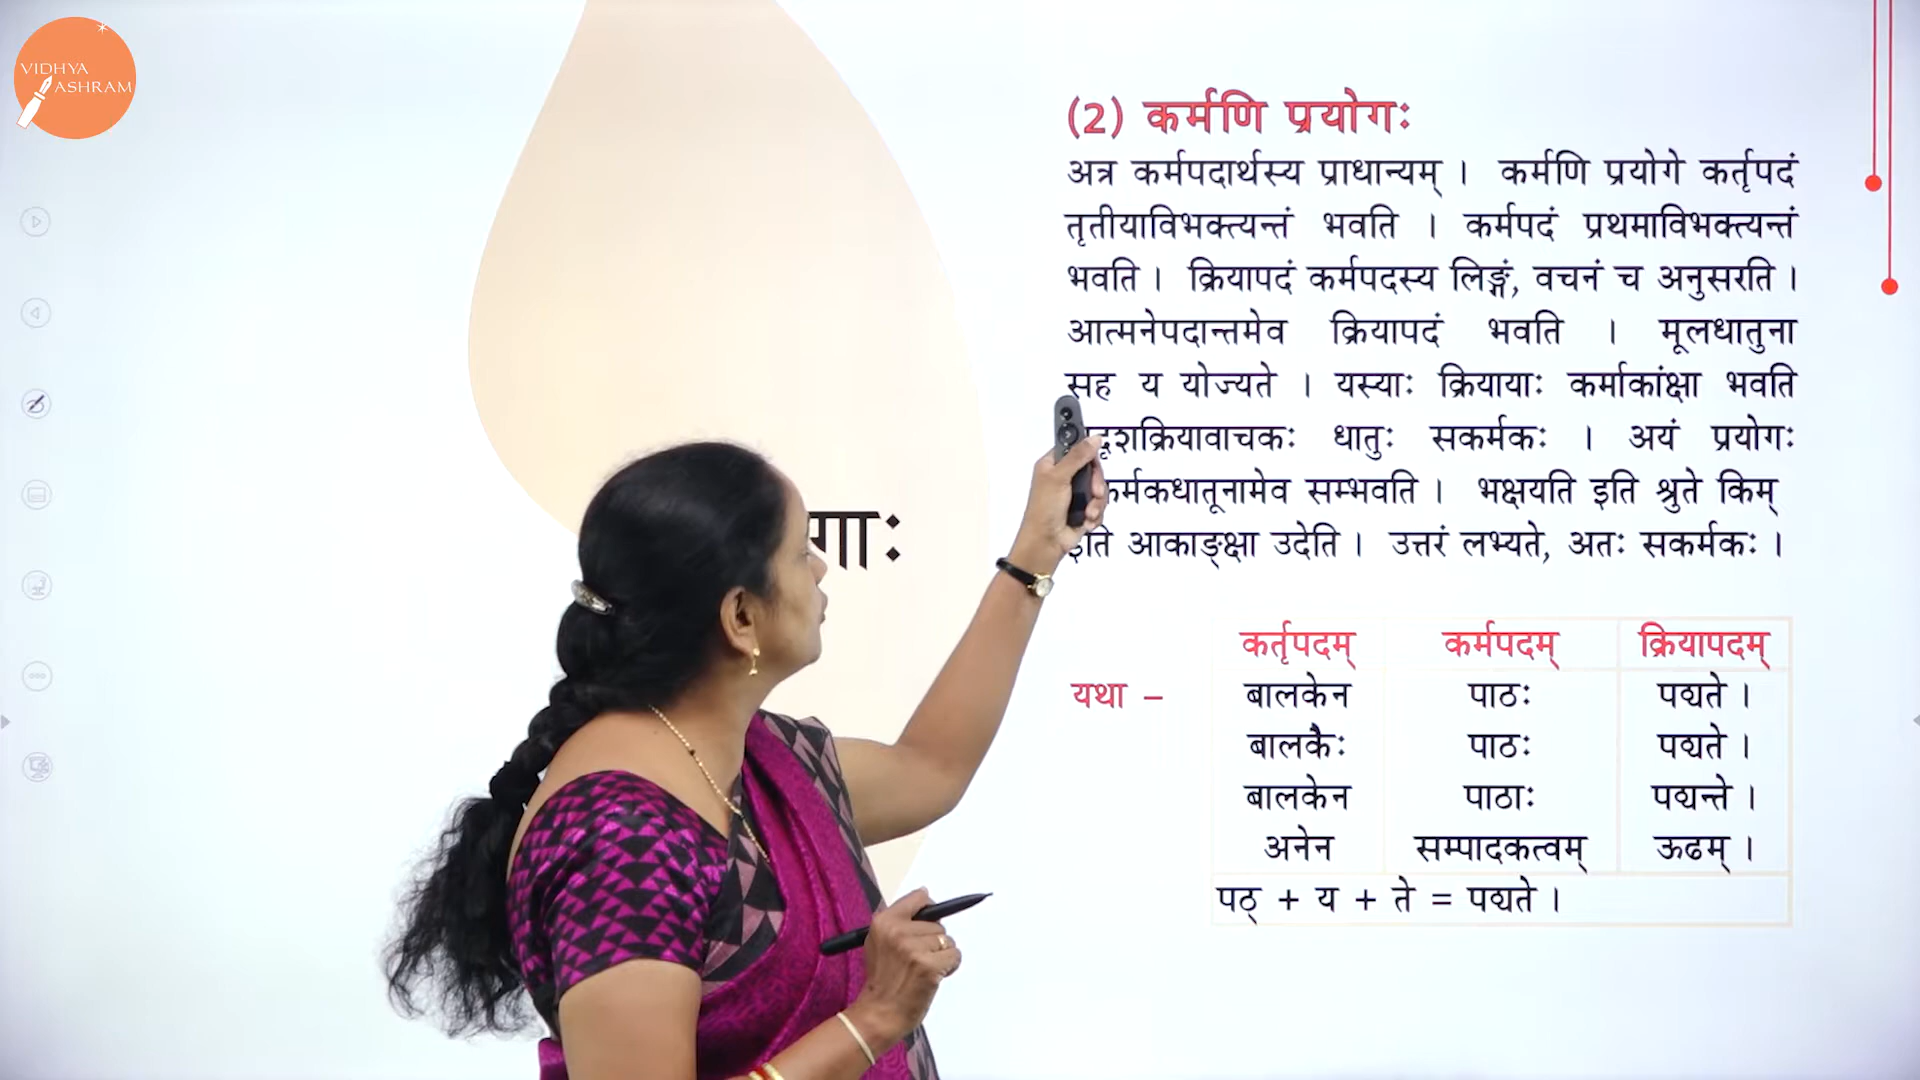 VIDHYA
ASHRAM
(2) कर्मणि प्रयोगः
अत्र कर्मपदार्थस्य प्राधान्यम् । कर्मणि प्रयोगे कर्तृपदं
तृतीयाविभक्त्यन्तं भवति । कर्मपदं प्रथमाविभक्त्यन्तं
भवति । क्रियापदं कर्मपदस्य लिङ्गं, वचनं च अनुसरति ।
आत्मनेपदान्तमेव क्रियापदं भवति । मूलधातुना
सह य योज्यते । यस्याः क्रियायाः कर्माकांक्षा भवति
धातुः सकर्मकः । अयं प्रयोगः
सम्भवति । भक्षयति इति श्रुते किम्
इति आकाङ्क्षा उदेति । उत्तरं लभ्यते, अतः सकर्मकः ।
कर्तृपदम् कर्मपदम् क्रियापदम्
यथा – बालकेन पाठः पठ्यते ।
बालकैः पाठः पठ्यते ।
बालकेन पाठाः पठ्यन्ते ।
अनेन सम्पादकत्वम् ऊढम् ।
पठ् + य + ते = पठ्यते ।